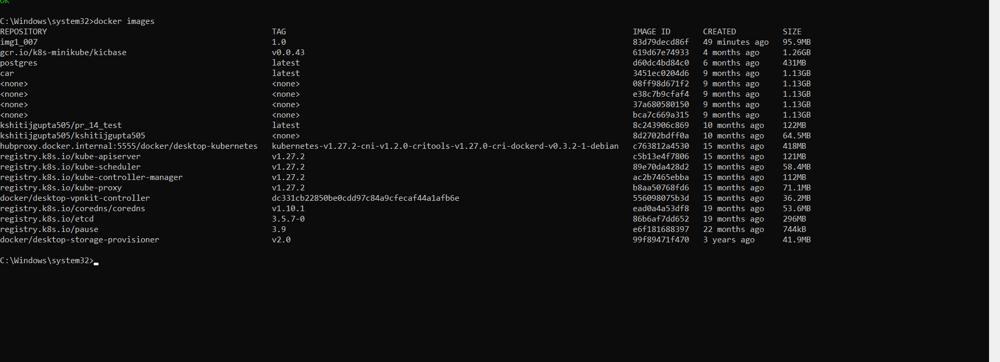 OK
C:\Windows\system32>docker images
REPOSITORY TAG IMAGE ID CREATED SIZE
img1_007 1.0 83d79decd86f 49 minutes ago 95.9MB
gcr.io/k8s-minikube/kicbase v0.0.43 619d67e74933 4 months ago 1.26GB
postgres latest d60dc4bd84c0 6 months ago 431MB
car latest 3451ec0204d6 9 months ago 1.13GB
<none> <none> 08ff98d671f2 9 months ago 1.13GB
<none> <none> e38c7b9cfaf4 9 months ago 1.13GB
<none> <none> 37a680580150 9 months ago 1.13GB
<none> <none> bca7c669a315 9 months ago 1.13GB
kshitijgupta505/pr_14_test latest 8c243906c869 10 months ago 122MB
kshitijgupta505/kshitijgupta505 <none> 8d2702bdff0a 10 months ago 64.5MB
hubproxy.docker.internal:5555/docker/desktop-kubernetes kubernetes-v1.27.2-cni-v1.2.0-critools-v1.27.0-cri-dockerd-v0.3.2-1-debian c763812a4530 15 months ago 418MB
registry.k8s.io/kube-apiserver v1.27.2 c5b13e4f7806 15 months ago 121MB
registry.k8s.io/kube-scheduler v1.27.2 89e70da428d2 15 months ago 58.4MB
registry.k8s.io/kube-controller-manager v1.27.2 ac2b7465ebba 15 months ago 112MB
registry.k8s.io/kube-proxy v1.27.2 b8aa50768fd6 15 months ago 71.1MB
docker/desktop-vpnkit-controller dc331cb22850be0cdd97c84a9cfecaf44a1afb6e 556098075b3d 15 months ago 36.2MB
registry.k8s.io/coredns/coredns v1.10.1 ead0a4a53df8 19 months ago 53.6MB
registry.k8s.io/etcd 3.5.7-0 86b6af7dd652 19 months ago 296MB
registry.k8s.io/pause 3.9 e6f181688397 22 months ago 744kB
docker/desktop-storage-provisioner v2.0 99f89471f470 3 years ago 41.9MB
C:\Windows\system32>